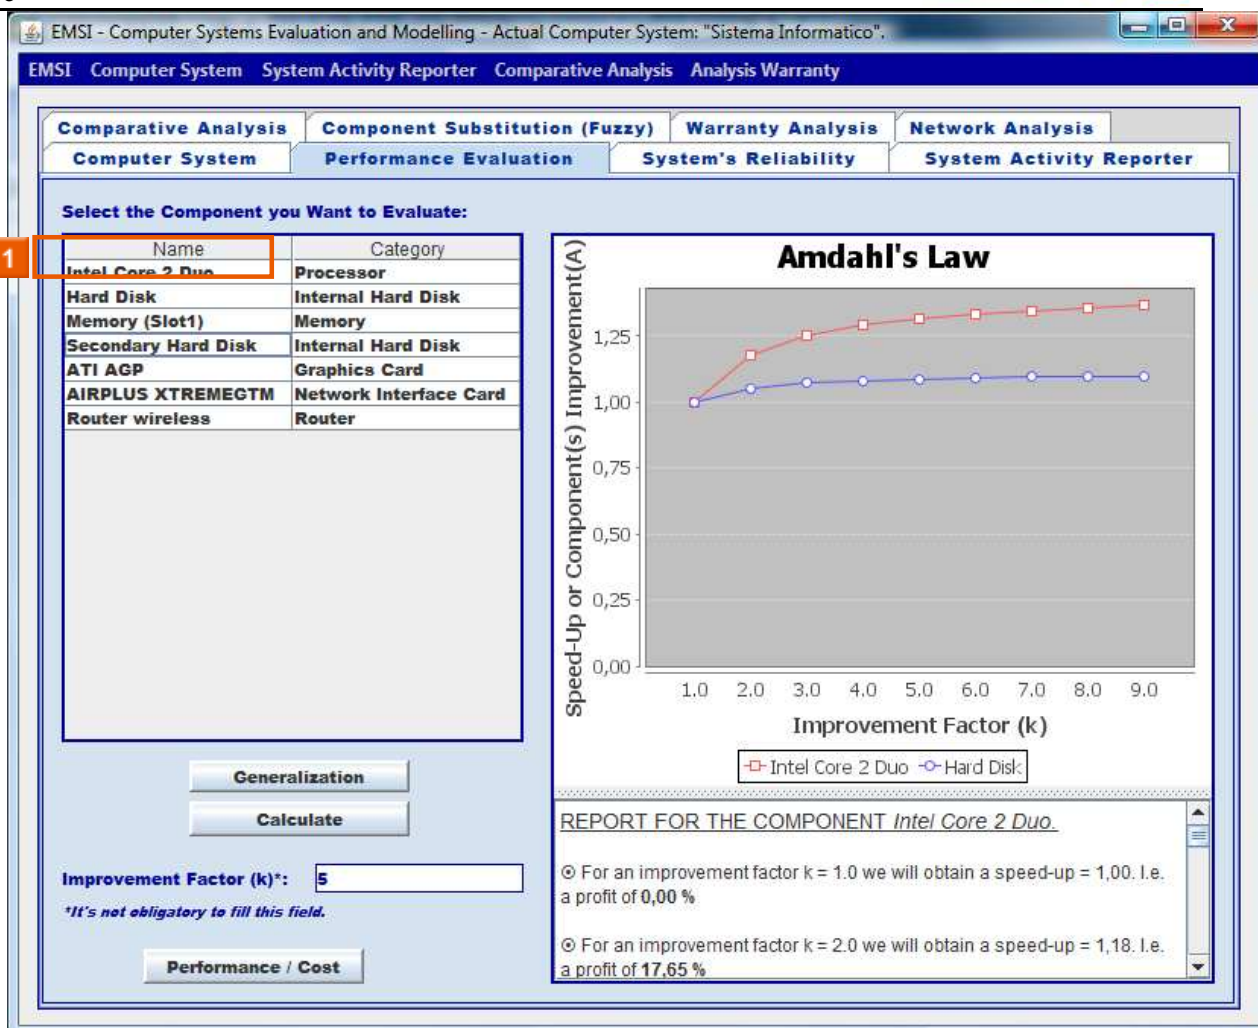 EMSI - Computer Systems Evaluation and Modelling - Actual Computer System: "Sistema Informatico".
EMSI Computer System System Activity Reporter Comparative Analysis Analysis Warranty
Comparative Analysis Component Substitution (Fuzzy) Warranty Analysis Network Analysis
Computer System Performance Evaluation System's Reliability System Activity Reporter
Select the Component you Want to Evaluate:
1
Name Category
Intel Core 2 Duo Processor
Hard Disk Internal Hard Disk
Memory (Slot1) Memory
Secondary Hard Disk Internal Hard Disk
ATI AGP Graphics Card
AIRPLUS XTREMEGTM Network Interface Card
Router wireless Router
Generalization
Calculate
Improvement Factor (k)*: 5
*It's not obligatory to fill this field.
Performance / Cost
Amdahl's Law
Speed-Up or Component(s) Improvement(A)
1,25
1,00
0,75
0,50
0,25
0,00
1.0 2.0 3.0 4.0 5.0 6.0 7.0 8.0 9.0
Improvement Factor (k)
Intel Core 2 Duo Hard Disk
REPORT FOR THE COMPONENT Intel Core 2 Duo.
For an improvement factor k = 1.0 we will obtain a speed-up = 1,00. I.e.
a profit of 0,00 %
For an improvement factor k = 2.0 we will obtain a speed-up = 1,18. I.e.
a profit of 17,65 %